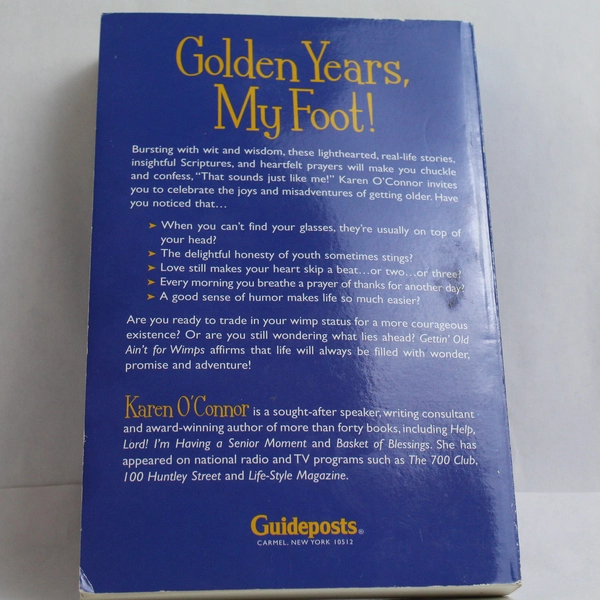 Golden Years,
My Foot!
Bursting with wit and wisdom, these lighthearted, real-life stories,
insightful Scriptures, and heartfelt prayers will make you chuckle
and confess, “That sounds just like me!” Karen O’Connor invites
you to celebrate the joys and misadventures of getting older. Have
you noticed that…
➤ When you can’t find your glasses, they’re usually on top of
your head?
➤ The delightful honesty of youth sometimes stings?
➤ Love still makes your heart skip a beat…or two…or three?
➤ Every morning you breathe a prayer of thanks for another day?
➤ A good sense of humor makes life so much easier?
Are you ready to trade in your wimp status for a more courageous
existence? Or are you still wondering what lies ahead? Gettin’ Old
Ain’t for Wimps affirms that life will always be filled with wonder,
promise and adventure!
Karen O’Connor is a sought-after speaker, writing consultant
and award-winning author of more than forty books, including Help,
Lord! I’m Having a Senior Moment and Basket of Blessings. She has
appeared on national radio and TV programs such as The 700 Club,
100 Huntley Street and Life-Style Magazine.
Guideposts®
CARMEL, NEW YORK 10512